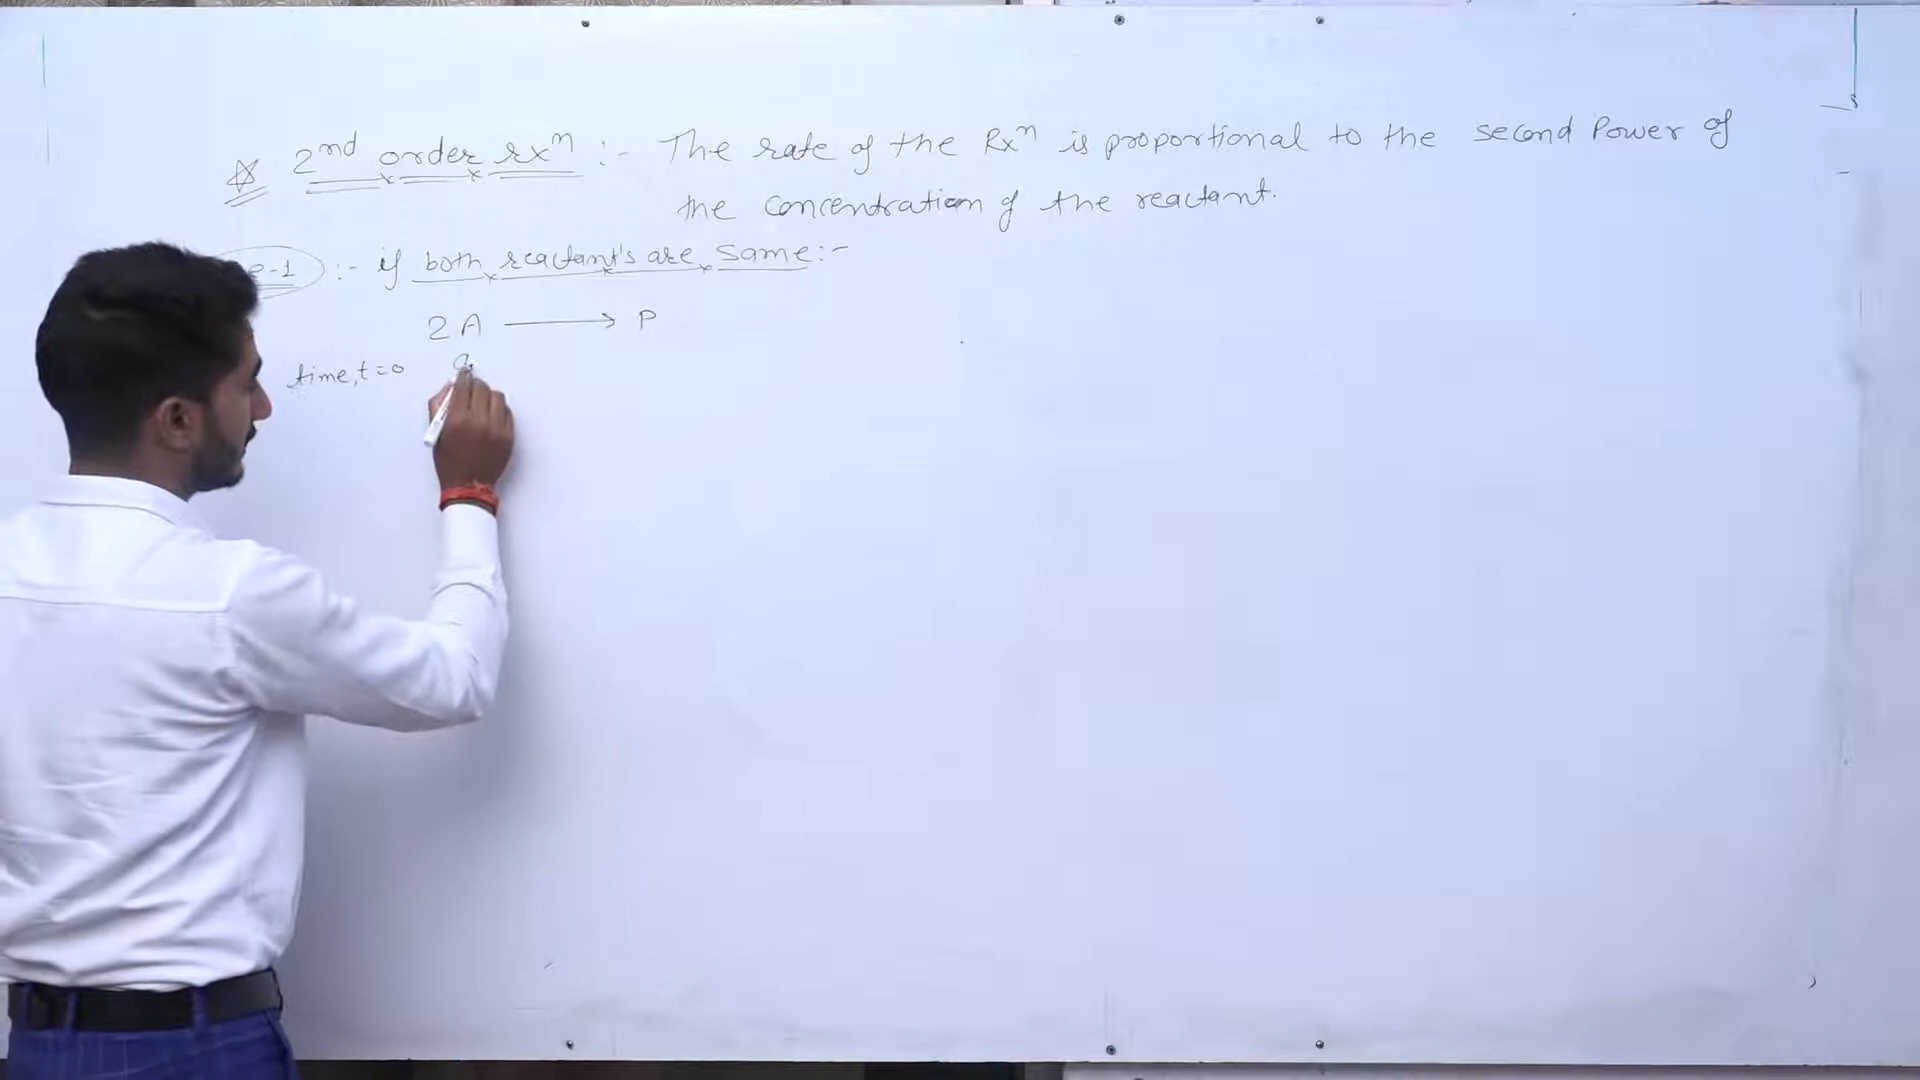 ☆ 2nd order rxn :- The rate of the Rxn is proportional to the second Power of
the concentration of the reactant.
e-1 :- if both reactant's are same:-
2A ⟶ P
time, t=0 a